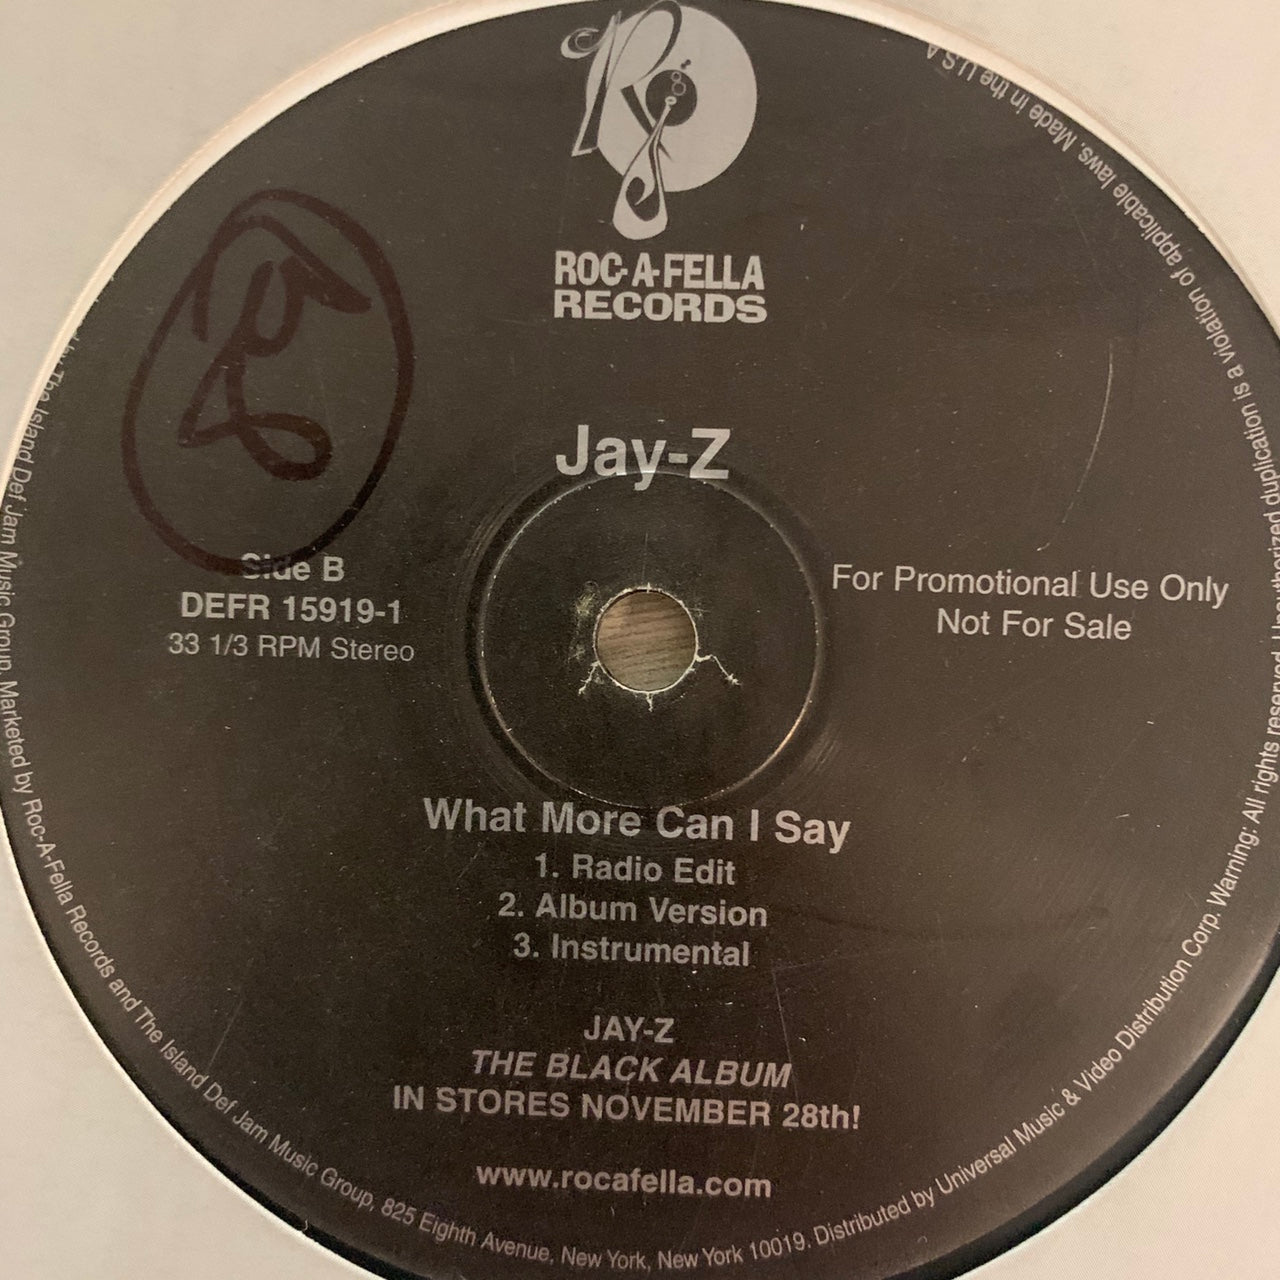 ROC-A-FELLA
RECORDS
Jay-Z
Side B
DEFR 15919-1
33 1/3 RPM Stereo
For Promotional Use Only
Not For Sale
What More Can I Say
1. Radio Edit
2. Album Version
3. Instrumental
JAY-Z
THE BLACK ALBUM
IN STORES NOVEMBER 28th!
www.rocafella.com
by The Island Def Jam Music Group. Marketed by Roc-A-Fella Records and The Island Def Jam Music Group, 825 Eighth Avenue, New York, New York 10019. Distributed by Universal Music & Video Distribution Corp. Warning: All rights reserved. Unauthorized duplication is a violation of applicable laws. Made in the U.S.A